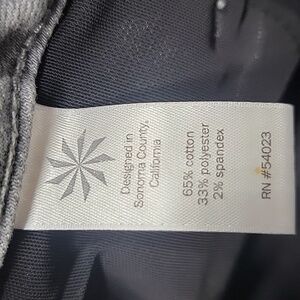 Designed in
Sonoma County,
California
65% cotton
33% polyester
2% spandex
RN #54023